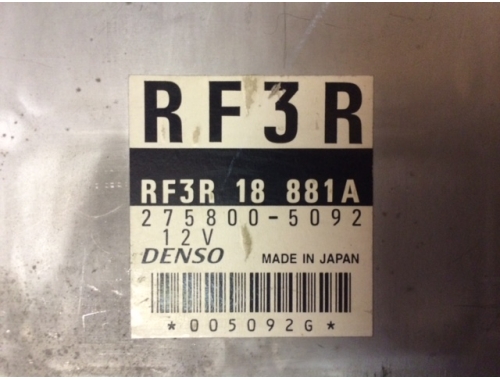 RF3R
RF3R 18 881A
275800-5092
12V
DENSO MADE IN JAPAN
*005092G*